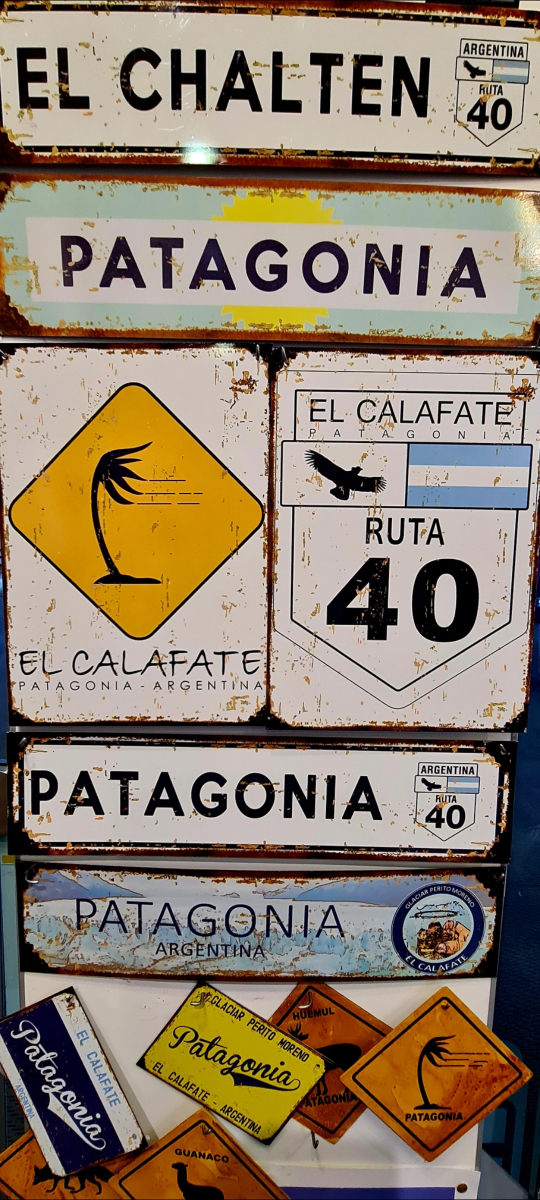 EL CHALTEN
ARGENTINA
RUTA
40
PATAGONIA
EL CALAFATE
PATAGONIA - ARGENTINA
EL CALAFATE
PATAGONIA
RUTA
40
PATAGONIA
ARGENTINA
RUTA
40
PATAGONIA
ARGENTINA
GLACIAR PERITO MORENO
EL CALAFATE
EL CALAFATE
Patagonia
ARGENTINA
GLACIAR PERITO MORENO
Patagonia
EL CALAFATE ARGENTINA
HUEMUL
PATAGONIA
PATAGONIA
GUANACO